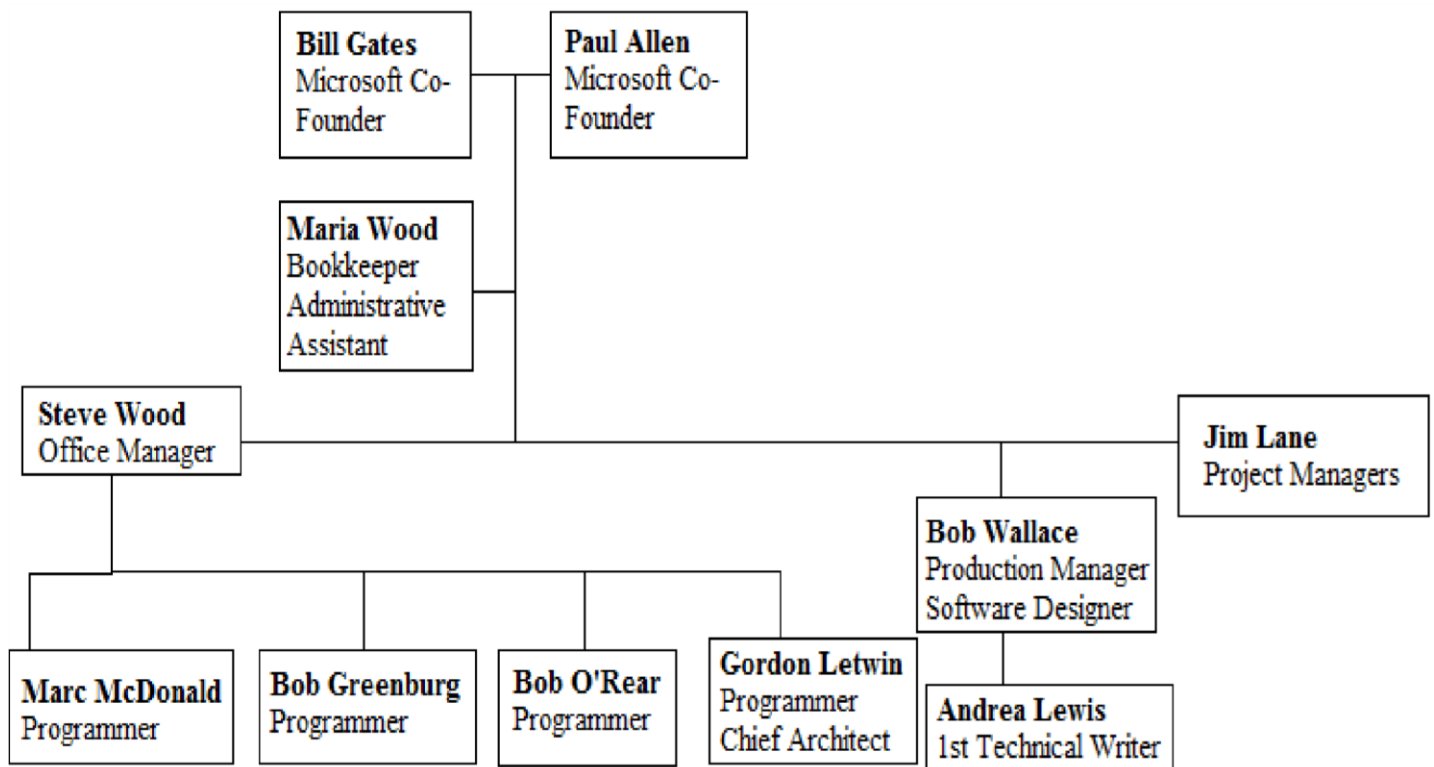 Bill Gates
Microsoft Co-
Founder
Paul Allen
Microsoft Co-
Founder
Maria Wood
Bookkeeper
Administrative
Assistant
Steve Wood
Office Manager
Jim Lane
Project Managers
Bob Wallace
Production Manager
Software Designer
Marc McDonald
Programmer
Bob Greenburg
Programmer
Bob O'Rear
Programmer
Gordon Letwin
Programmer
Chief Architect
Andrea Lewis
1st Technical Writer